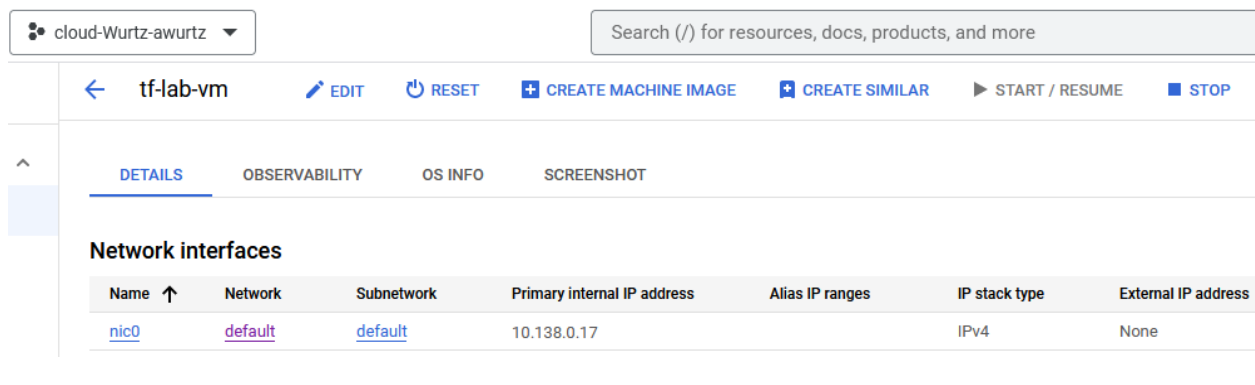 cloud-Wurtz-awurtz Search (/) for resources, docs, products, and more
tf-lab-vm EDIT RESET CREATE MACHINE IMAGE CREATE SIMILAR START / RESUME STOP
DETAILS OBSERVABILITY OS INFO SCREENSHOT
Network interfaces
Name Network Subnetwork Primary internal IP address Alias IP ranges IP stack type External IP address
nic0 default default 10.138.0.17 IPv4 None